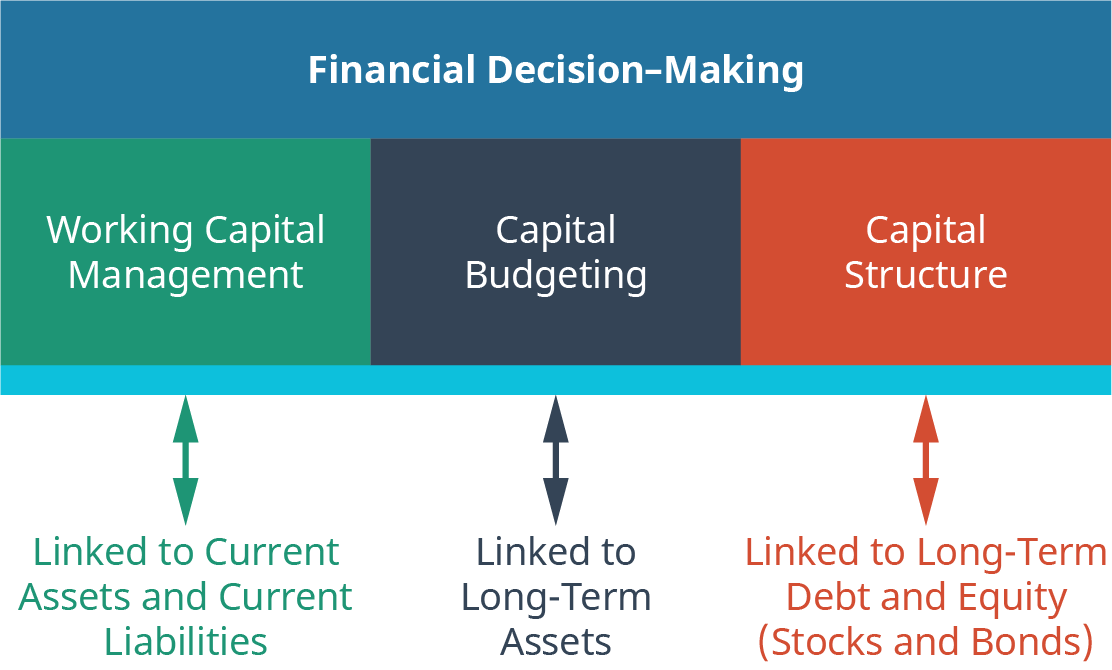 Financial Decision–Making
Working Capital
Management
Capital
Budgeting
Capital
Structure
Linked to Current
Assets and Current
Liabilities
Linked to
Long-Term
Assets
Linked to Long-Term
Debt and Equity
(Stocks and Bonds)